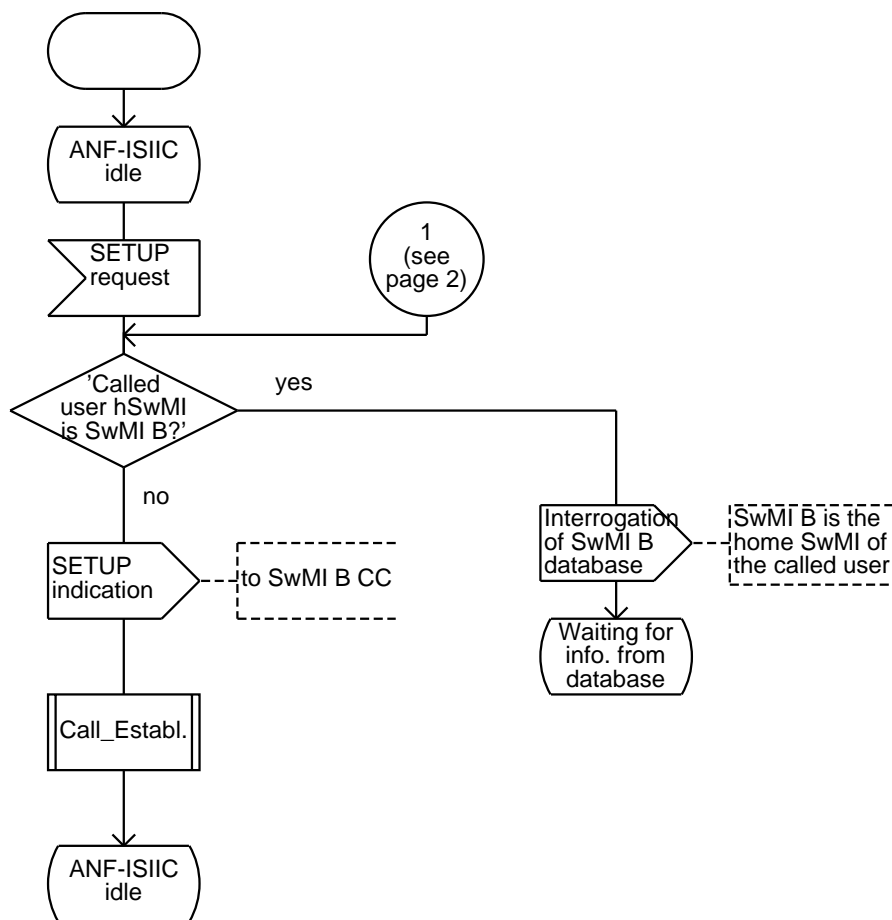 ANF-ISIIC
idle
SETUP
request
1
(see
page 2)
'Called
user hSwMI
is SwMI B?'
yes
no
SETUP
indication
to SwMI B CC
Interrogation
of SwMI B
database
SwMI B is the
home SwMI of
the called user
Waiting for
info. from
database
Call_Establ.
ANF-ISIIC
idle